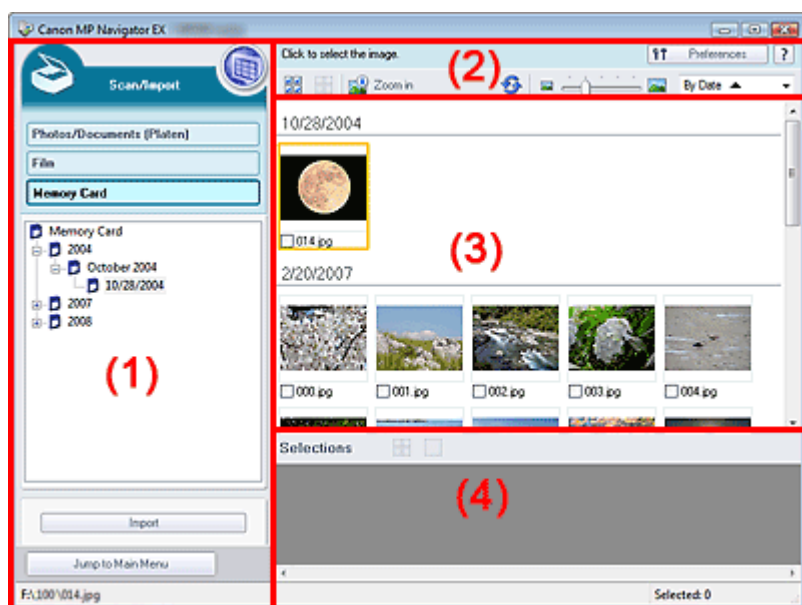 Canon MP Navigator EX
Scan/Import
Photos/Documents (Platen)
Film
Memory Card
Memory Card
2004
October 2004
10/28/2004
2007
2008
(1)
Import
Jump to Main Menu
F:\100\014.jpg
Click to select the image.
Preferences
?
(2)
Zoom in
By Date
10/28/2004
014.jpg
(3)
2/20/2007
000.jpg
001.jpg
002.jpg
003.jpg
004.jpg
Selections
(4)
Selected: 0